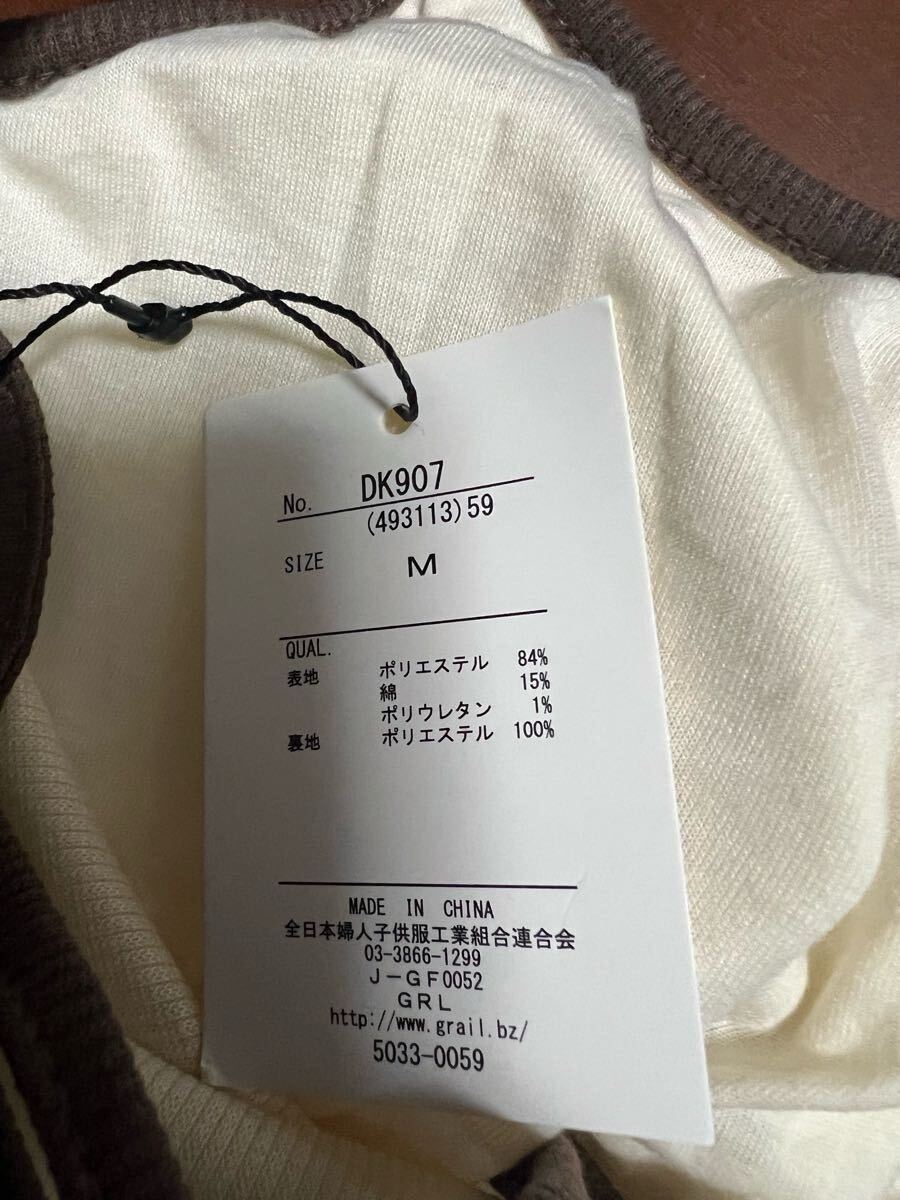 No. DK907
(493113)59
SIZE M
QUAL.
表地 ポリエステル 84%
綿 15%
ポリウレタン 1%
裏地 ポリエステル 100%
MADE IN CHINA
全日本婦人子供服工業組合連合会
03-3866-1299
J-GF0052
GRL
http://www.grail.bz/
5033-0059